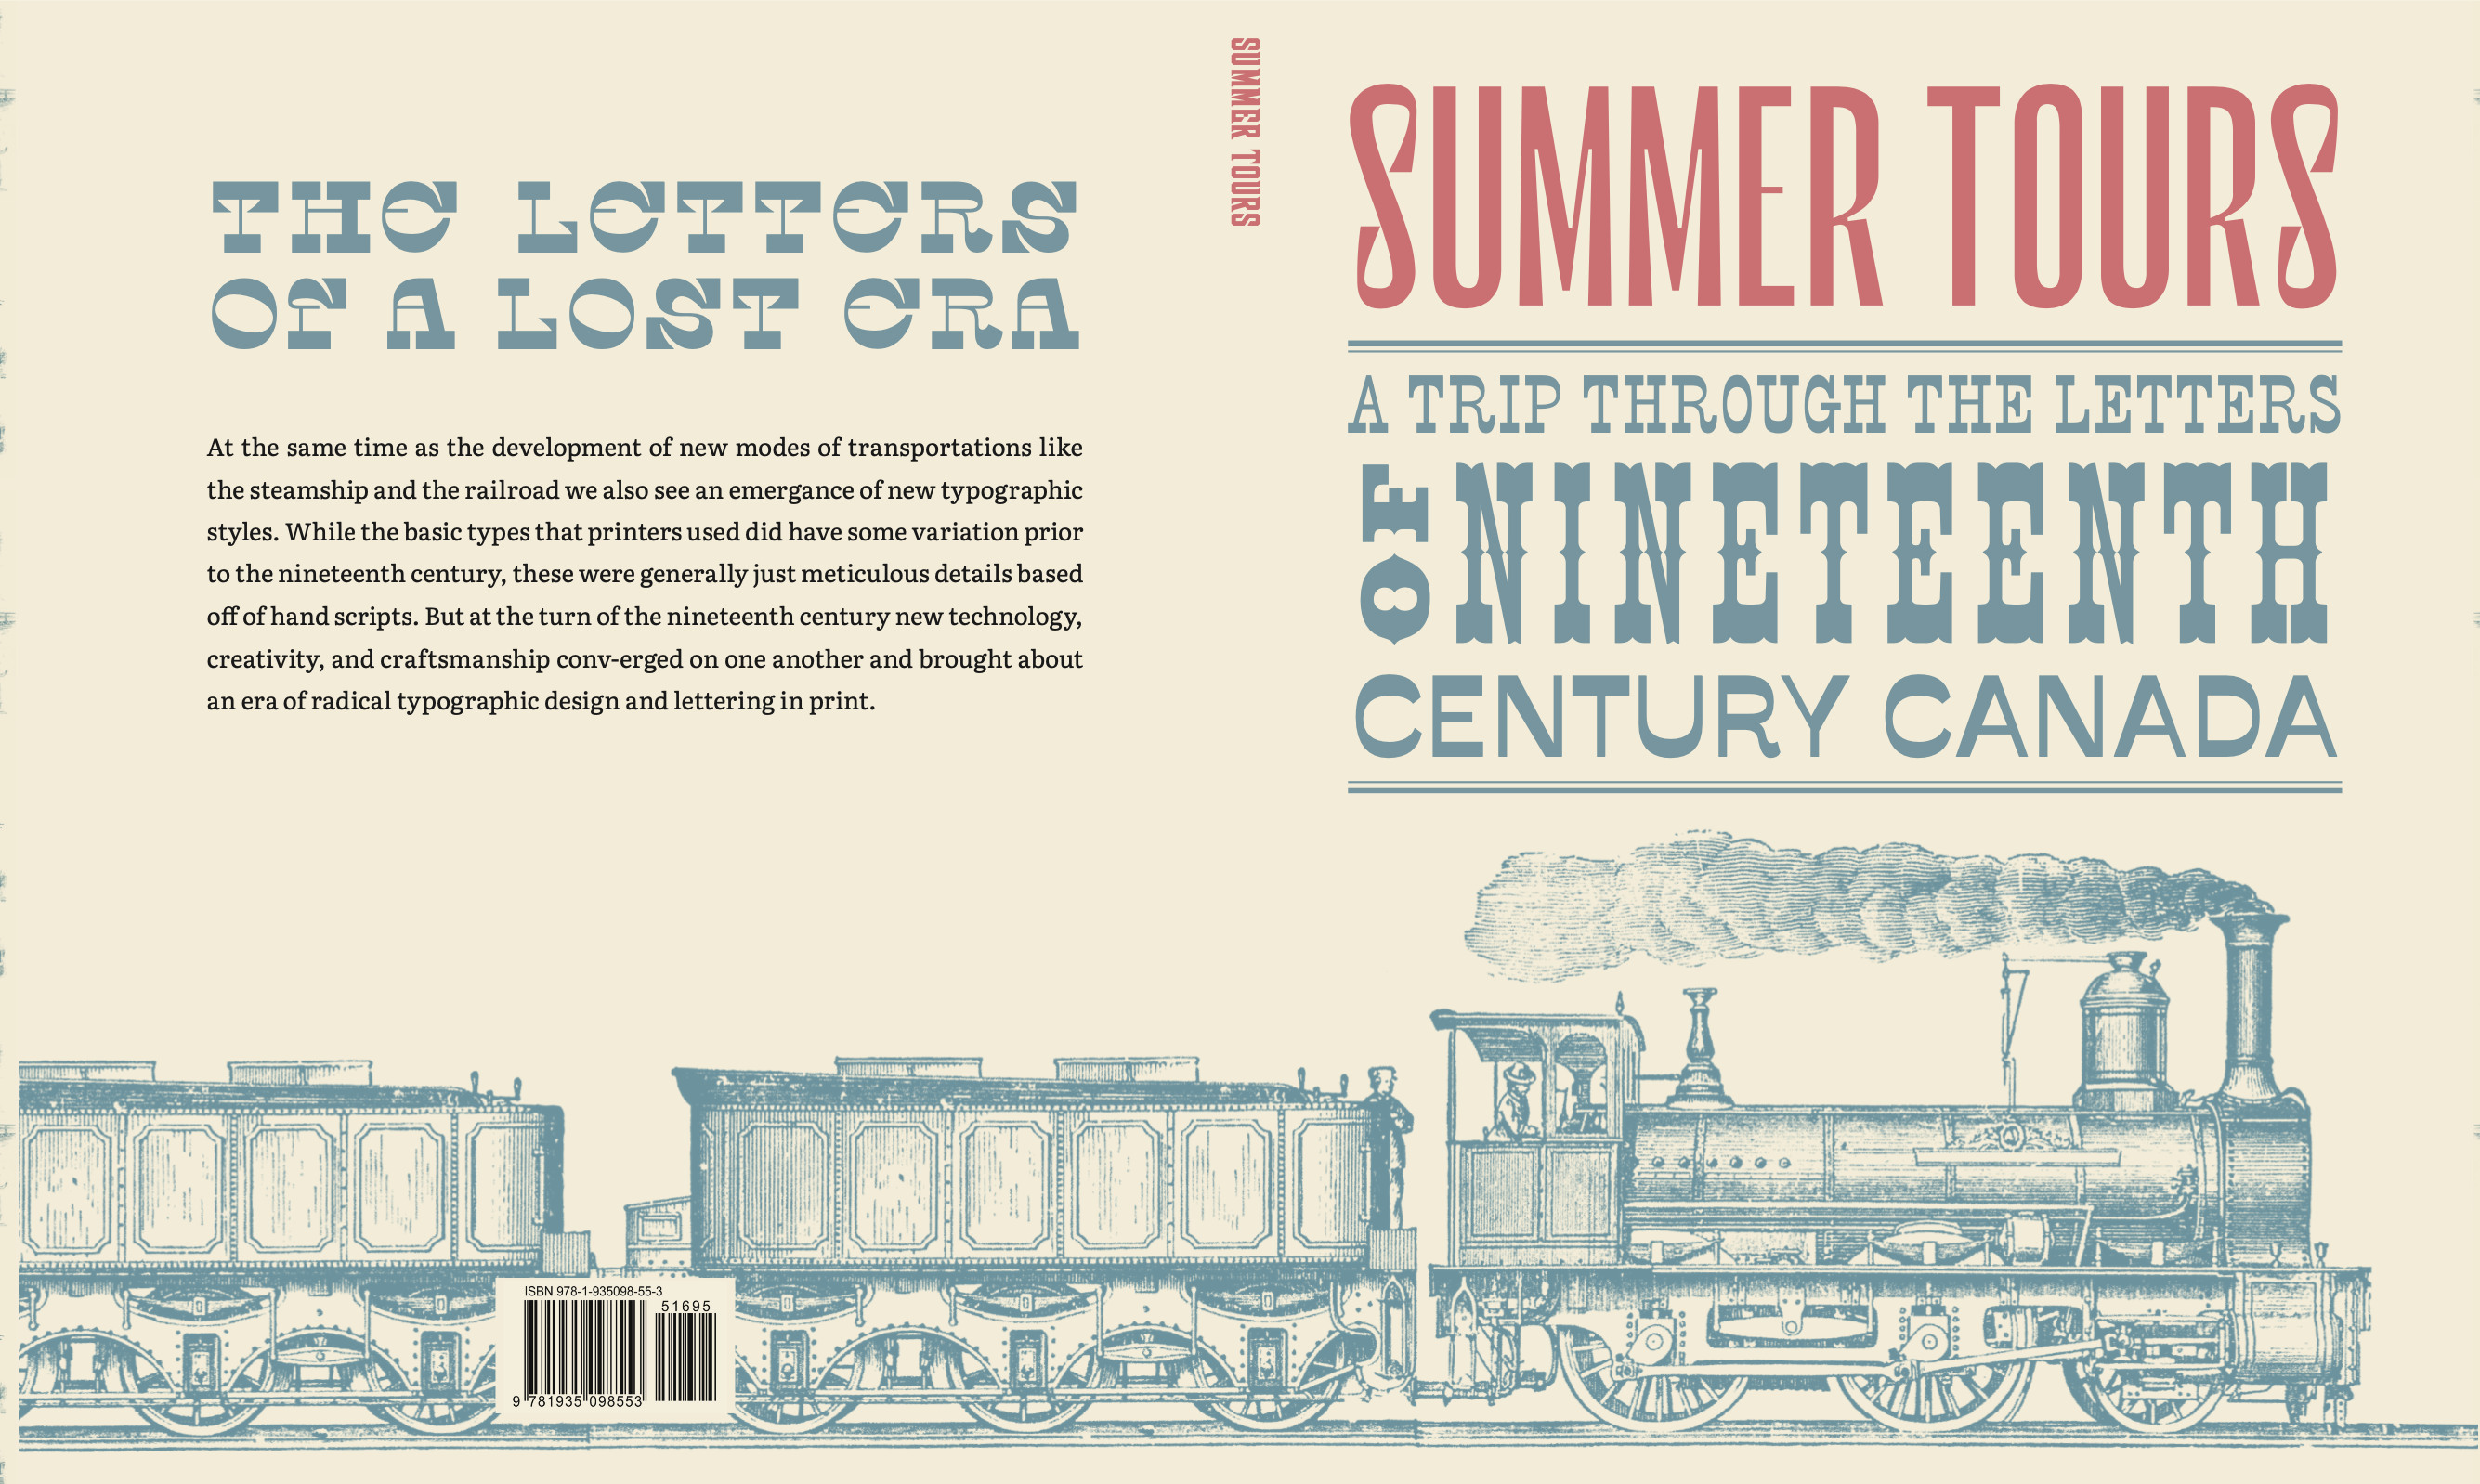 THE LETTERS
OF A LOST ERA
At the same time as the development of new modes of transportations like
the steamship and the railroad we also see an emergance of new typographic
styles. While the basic types that printers used did have some variation prior
to the nineteenth century, these were generally just meticulous details based
off of hand scripts. But at the turn of the nineteenth century new technology,
creativity, and craftsmanship conv-erged on one another and brought about
an era of radical typographic design and lettering in print.
ISBN 978-1-935098-55-3
51695
9 781935 098553
SUMMER TOURS
SUMMER TOURS
A TRIP THROUGH THE LETTERS
OF NINETEENTH
CENTURY CANADA